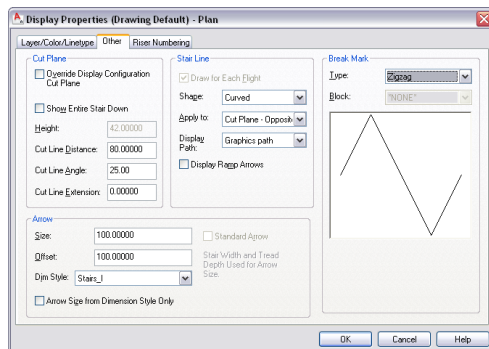 Display Properties (Drawing Default) - Plan
Layer/Color/Linetype Other Riser Numbering
Cut Plane
Override Display Configuration
Cut Plane
Show Entire Stair Down
Height: 42.00000
Cut Line Distance: 80.00000
Cut Line Angle: 25.00
Cut Line Extension: 0.00000
Stair Line
Draw for Each Flight
Shape: Curved
Apply to: Cut Plane - Opposit
Display
Path: Graphics path
Display Ramp Arrows
Break Mark
Type: Zigzag
Block: *NONE*
Arrow
Size: 100.00000
Standard Arrow
Offset: 100.00000
Stair Width and Tread
Depth Used for Arrow
Size.
Dim Style: Stairs_I
Arrow Size from Dimension Style Only
OK Cancel Help